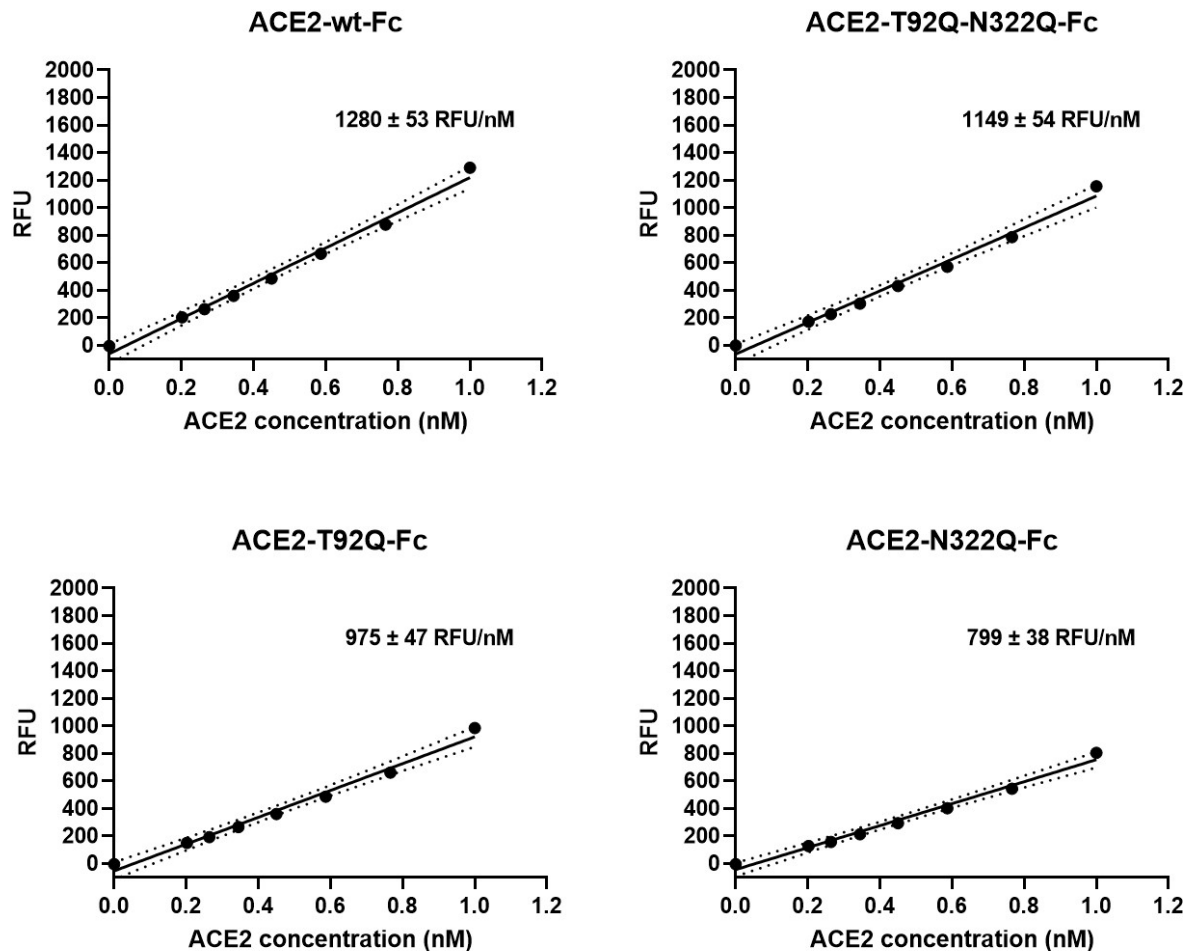 ACE2-wt-Fc
2000
1800
1600
1400
1200
1000
800
600
400
200
0
RFU
1280 ± 53 RFU/nM
0.0 0.2 0.4 0.6 0.8 1.0 1.2
ACE2 concentration (nM)
ACE2-T92Q-N322Q-Fc
2000
1800
1600
1400
1200
1000
800
600
400
200
0
RFU
1149 ± 54 RFU/nM
0.0 0.2 0.4 0.6 0.8 1.0 1.2
ACE2 concentration (nM)
ACE2-T92Q-Fc
2000
1800
1600
1400
1200
1000
800
600
400
200
0
RFU
975 ± 47 RFU/nM
0.0 0.2 0.4 0.6 0.8 1.0 1.2
ACE2 concentration (nM)
ACE2-N322Q-Fc
2000
1800
1600
1400
1200
1000
800
600
400
200
0
RFU
799 ± 38 RFU/nM
0.0 0.2 0.4 0.6 0.8 1.0 1.2
ACE2 concentration (nM)